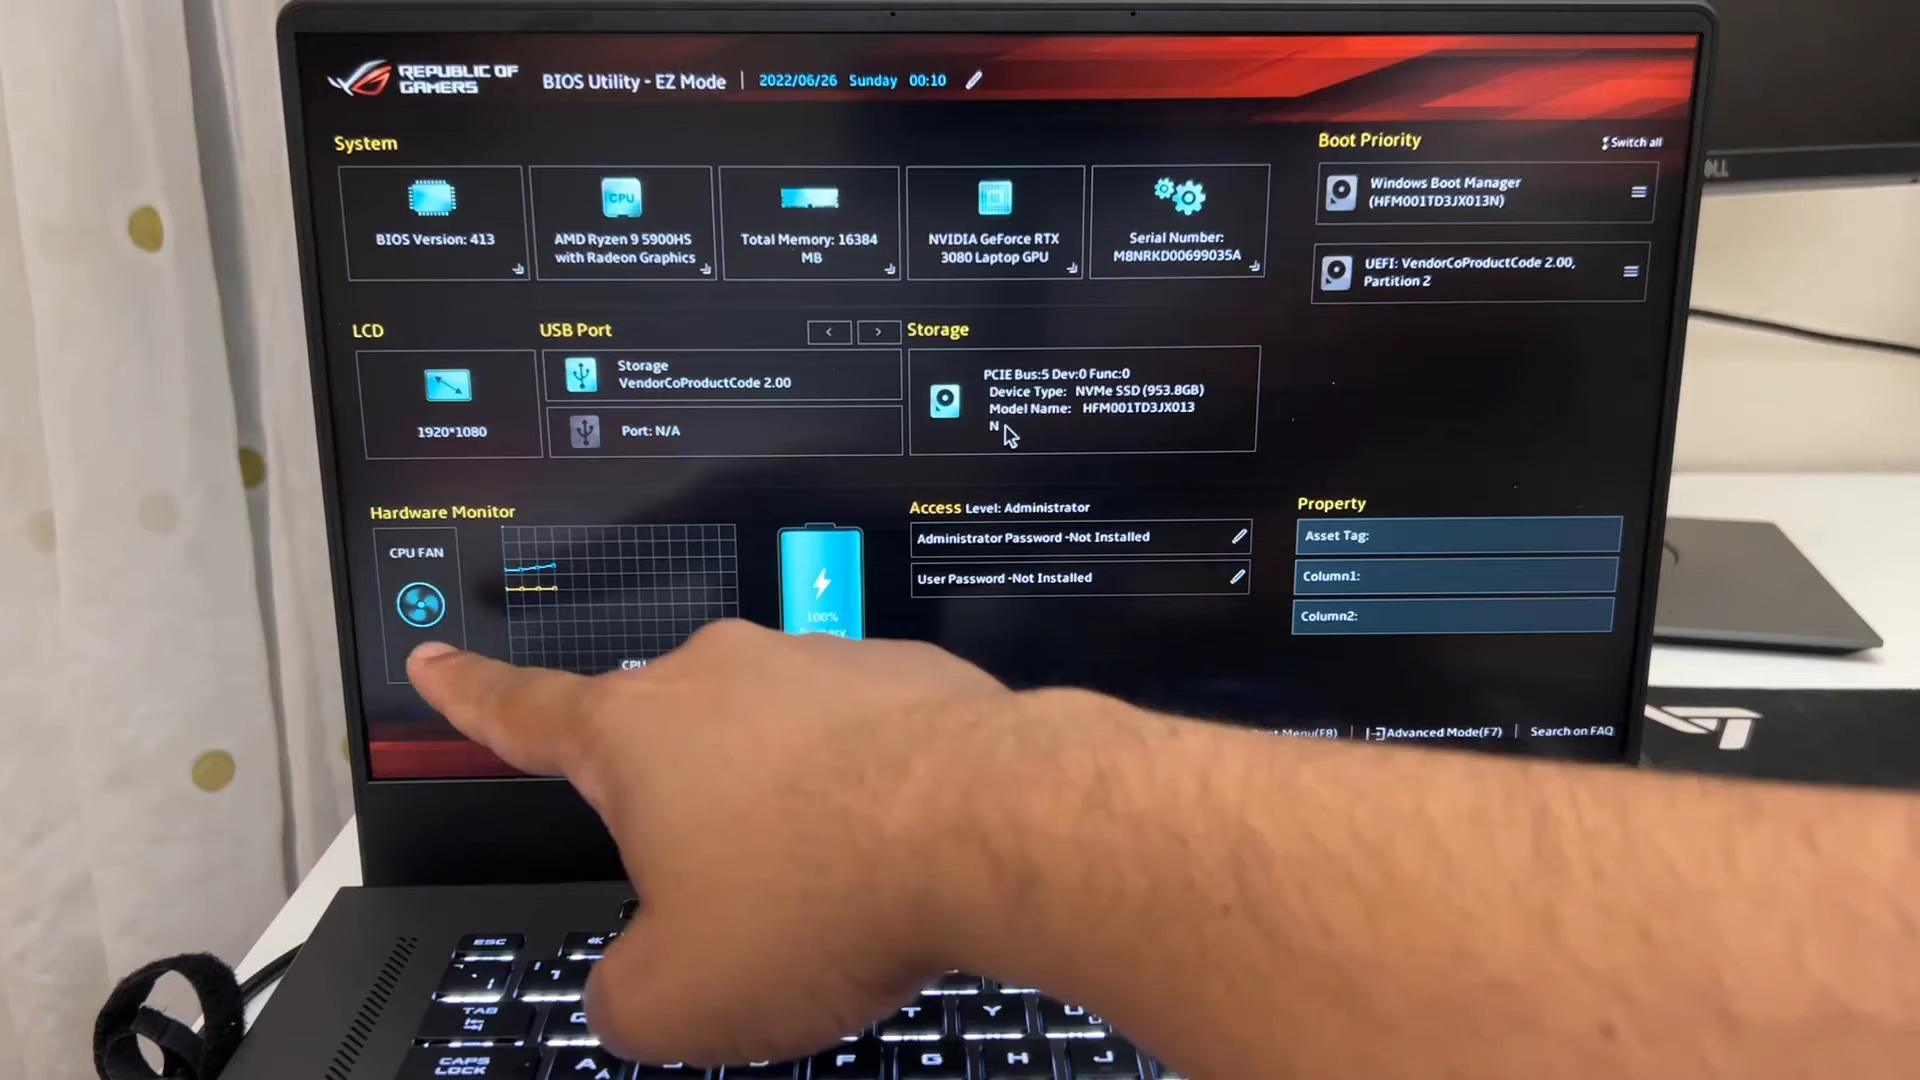 REPUBLIC OF
GAMERS
BIOS Utility - EZ Mode | 2022/06/26 Sunday 00:10
System
BIOS Version: 413
AMD Ryzen 9 5900HS
with Radeon Graphics
Total Memory: 16384
MB
NVIDIA GeForce RTX
3080 Laptop GPU
Serial Number:
M8NRKD00699035A
Boot Priority
Switch all
Windows Boot Manager
(HFM001TD3JX013N)
UEFI: VendorCoProductCode 2.00,
Partition 2
LCD
1920*1080
USB Port
< >
Storage
VendorCoProductCode 2.00
Port: N/A
Storage
PCIE Bus:5 Dev:0 Func:0
Device Type: NVMe SSD (953.8GB)
Model Name: HFM001TD3JX013
N
Hardware Monitor
CPU FAN
CPU
100%
Access Level: Administrator
Administrator Password -Not Installed
User Password -Not Installed
Property
Asset Tag:
Column1:
Column2:
Menu(F8) | Advanced Mode(F7) | Search on FAQ
CPU
ESC
TAB
CAPS
LOCK
Q
T
Y
U
A
F
G
H
J